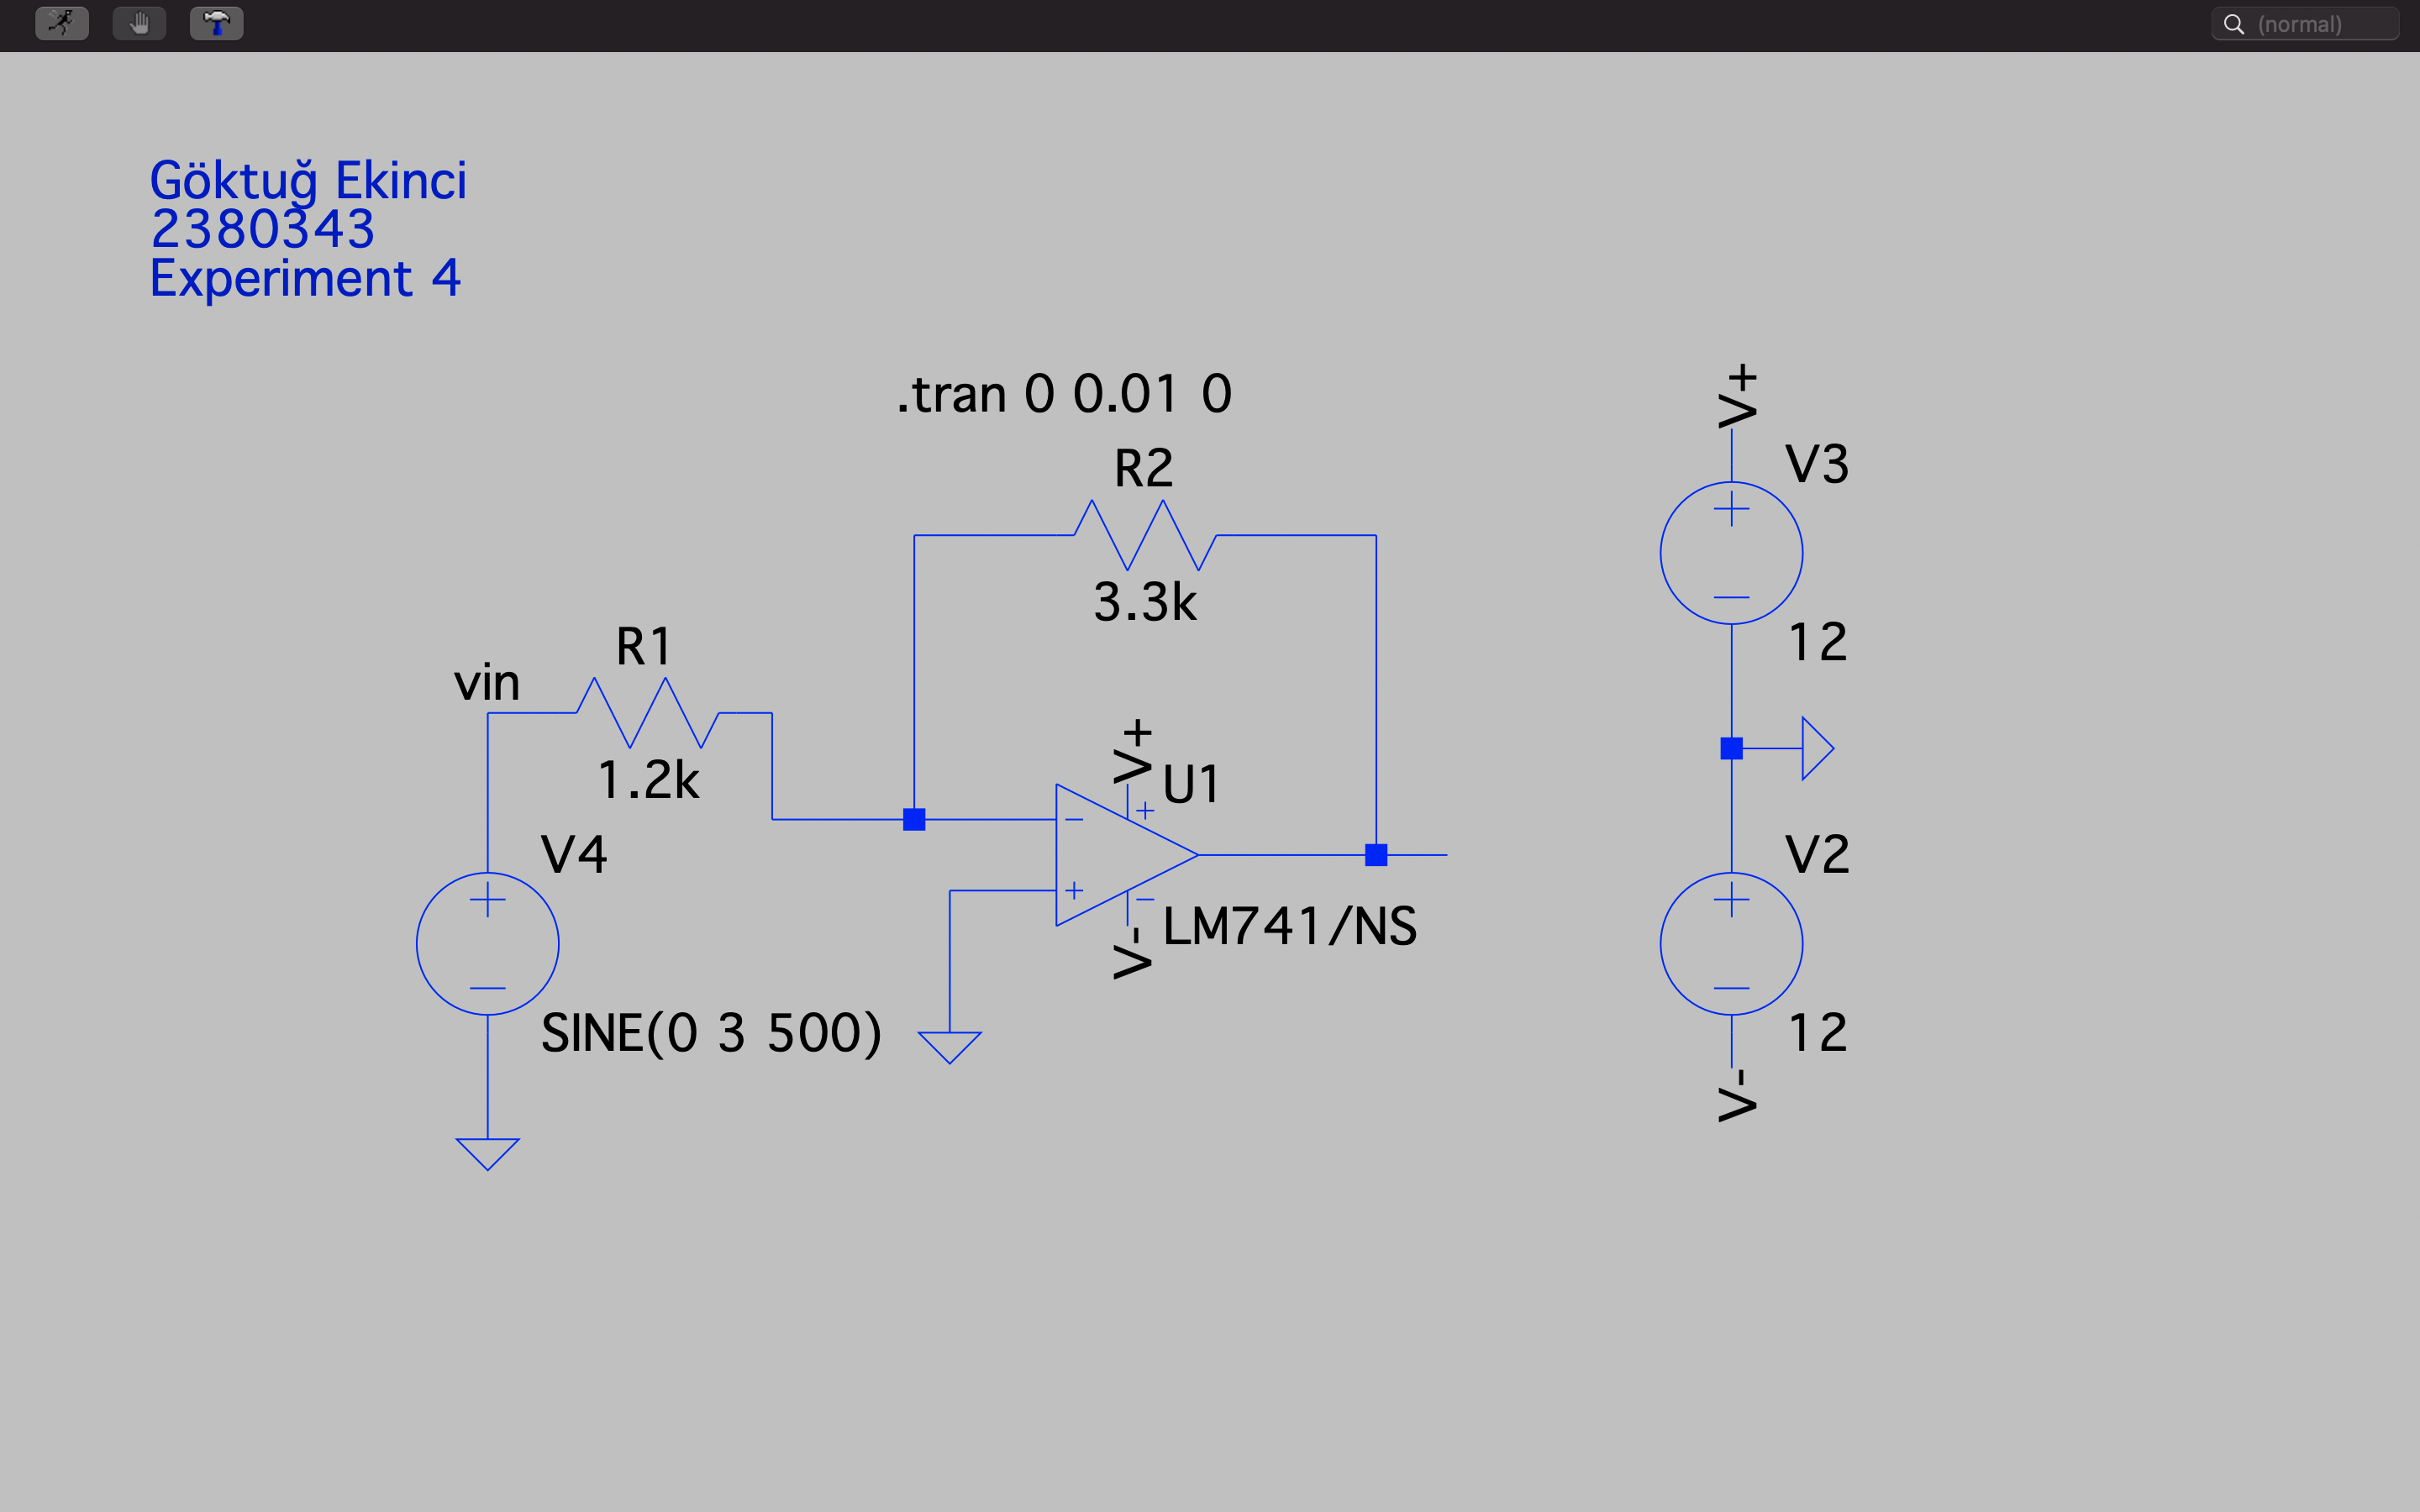 (normal)
Göktuğ Ekinci
2380343
Experiment 4
.tran 0 0.01 0
R2
3.3k
R1
vin
1.2k
V4
SINE(0 3 500)
V+
U1
LM741/NS
V-
V+
V3
12
V2
12
V-